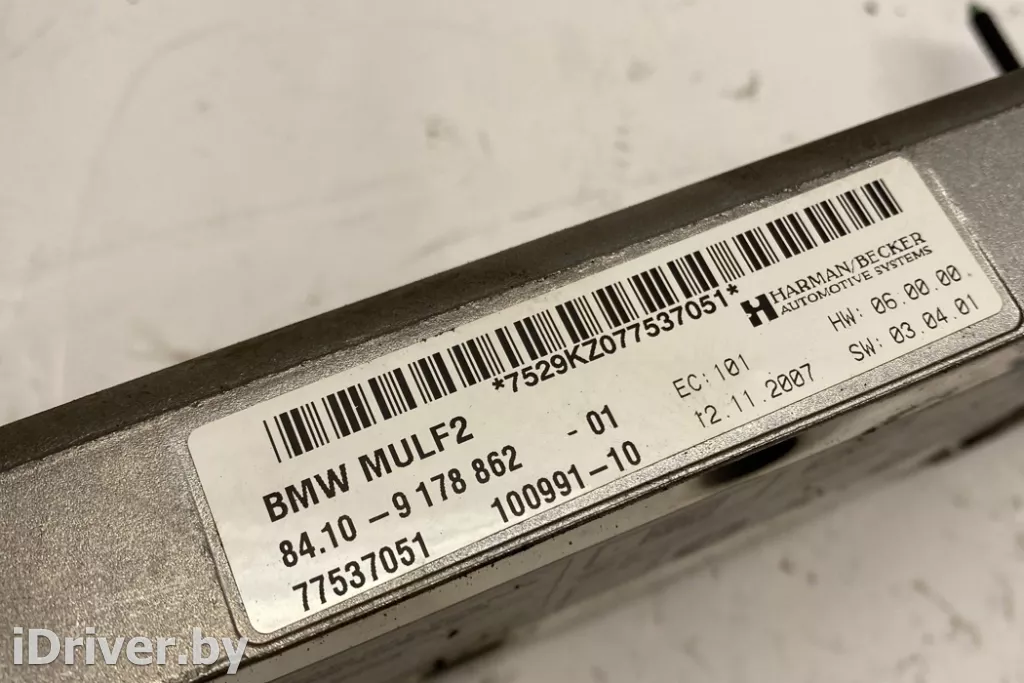 *7529KZ077537051*
HARMAN/BECKER
AUTOMOTIVE SYSTEMS
BMW MULF2
EC: 101
HW: 06.00.00
84.10 - 9 178 862 - 01
12.11.2007
SW: 03.04.01
77537051 100991-10
iDriver.by